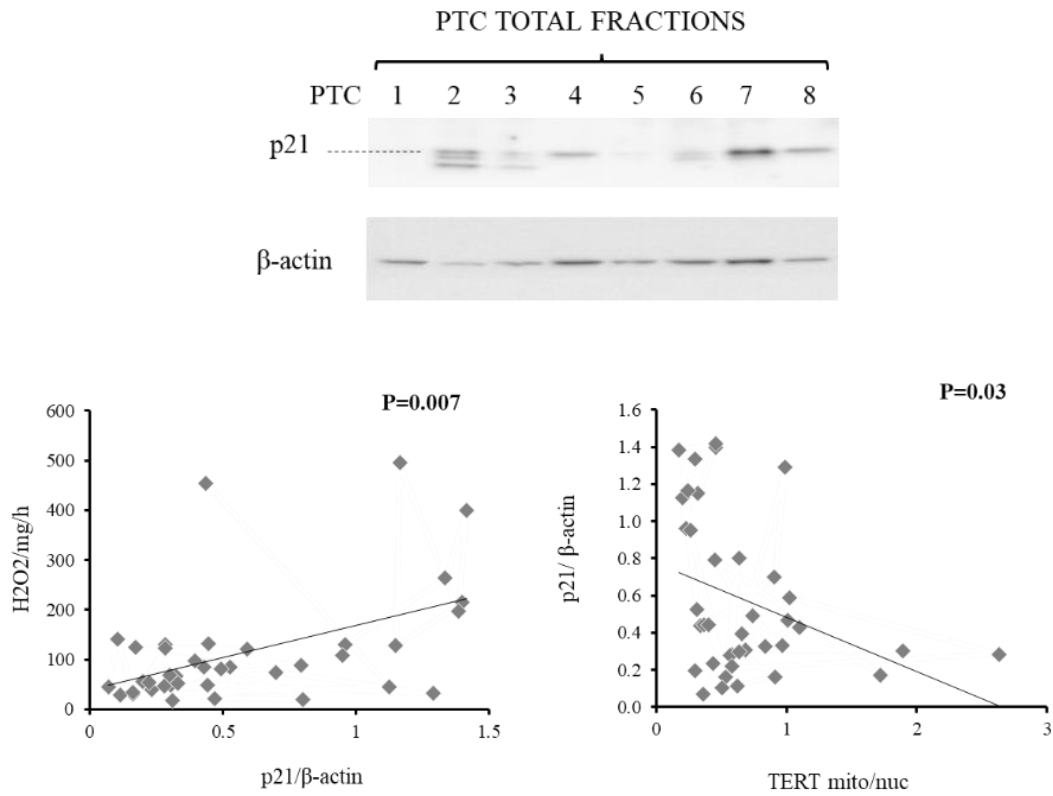 PTC TOTAL FRACTIONS
PTC 1 2 3 4 5 6 7 8
p21
β-actin
P=0.007
600
500
400
300
200
100
0
H2O2/mg/h
0 0.5 1 1.5
p21/β-actin
P=0.03
1.6
1.4
1.2
1.0
0.8
0.6
0.4
0.2
0.0
p21/ β-actin
0 1 2 3
TERT mito/nuc